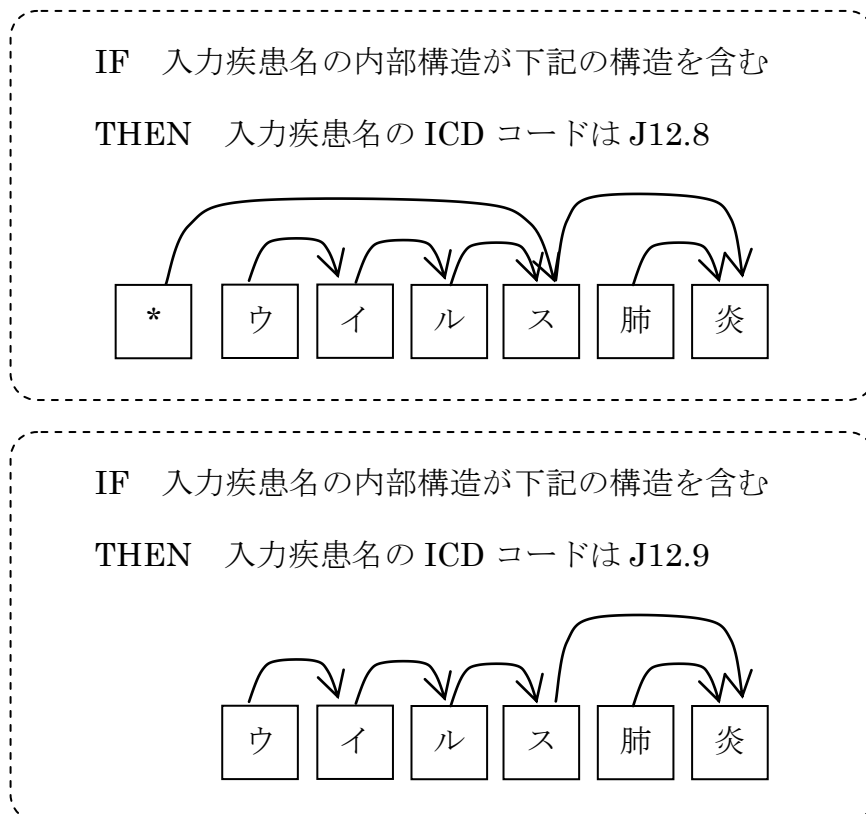 IF 入力疾患名の内部構造が下記の構造を含む
THEN 入力疾患名の ICD コードは J12.8
* ウ イ ル ス 肺 炎
IF 入力疾患名の内部構造が下記の構造を含む
THEN 入力疾患名の ICD コードは J12.9
ウ イ ル ス 肺 炎